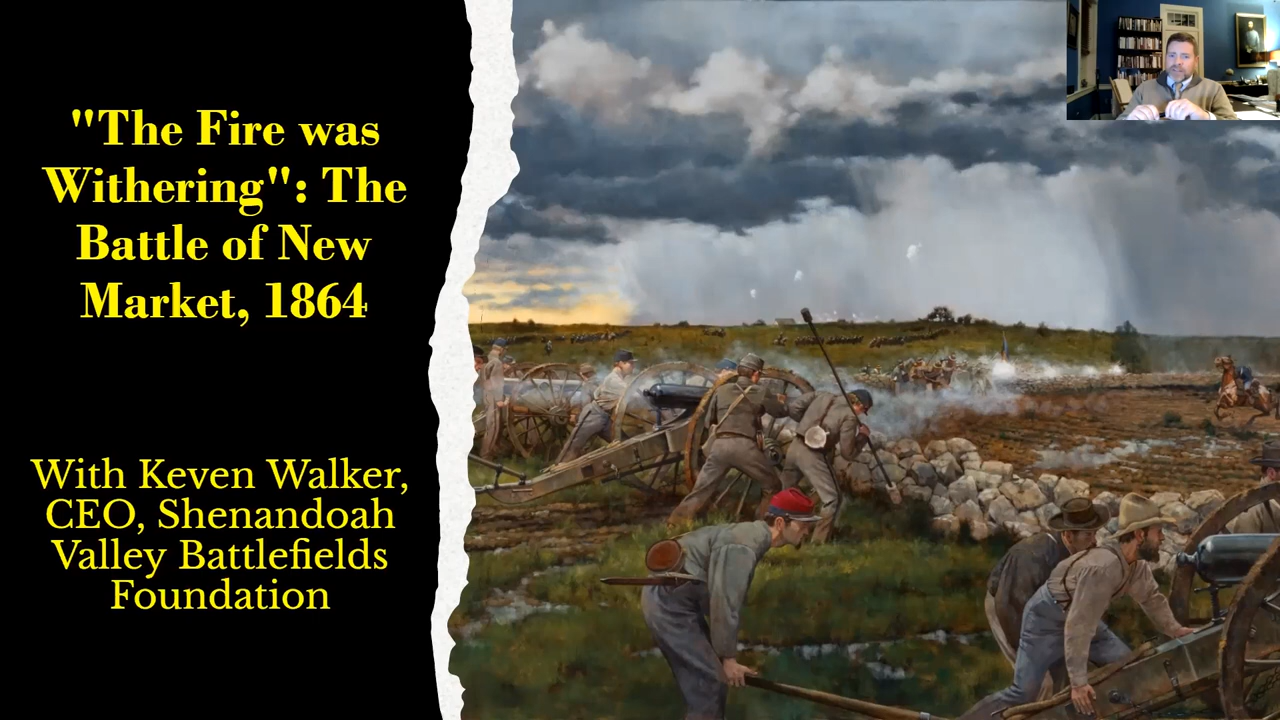 "The Fire was
Withering": The
Battle of New
Market, 1864
With Keven Walker,
CEO, Shenandoah
Valley Battlefields
Foundation